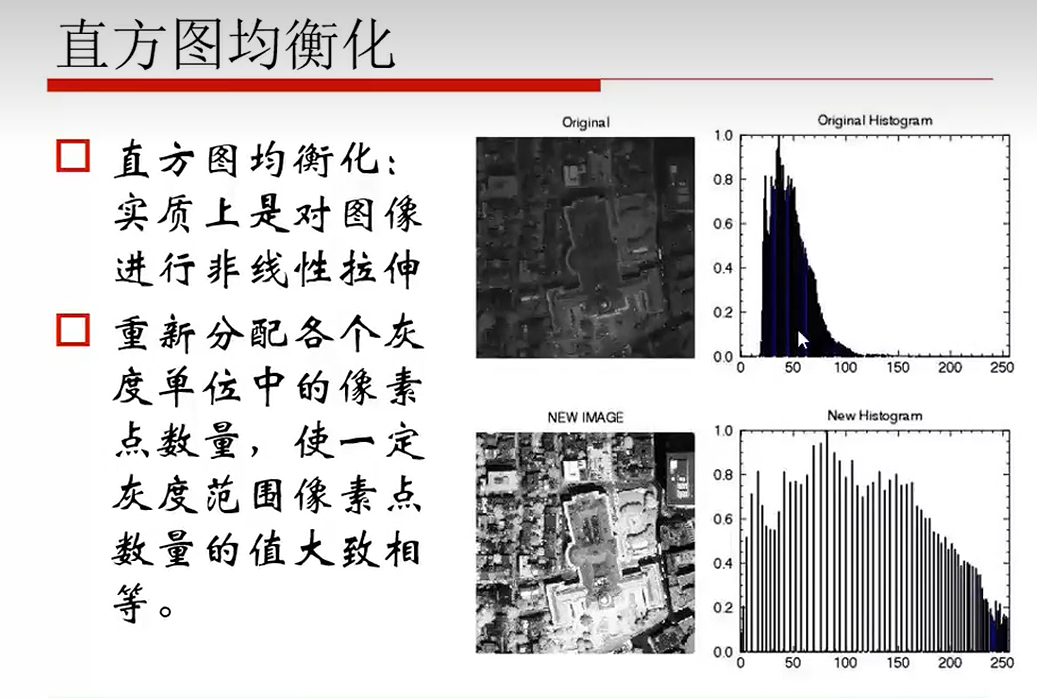 直方图均衡化
直方图均衡化：
实质上是对图像
进行非线性拉伸
重新分配各个灰
度单位中的像素
点数量，使一定
灰度范围像素点
数量的值大致相
等。
Original
Original Histogram
1.0
0.8
0.6
0.4
0.2
0.0
0 50 100 150 200 250
NEW IMAGE
New Histogram
1.0
0.8
0.6
0.4
0.2
0.0
0 50 100 150 200 250